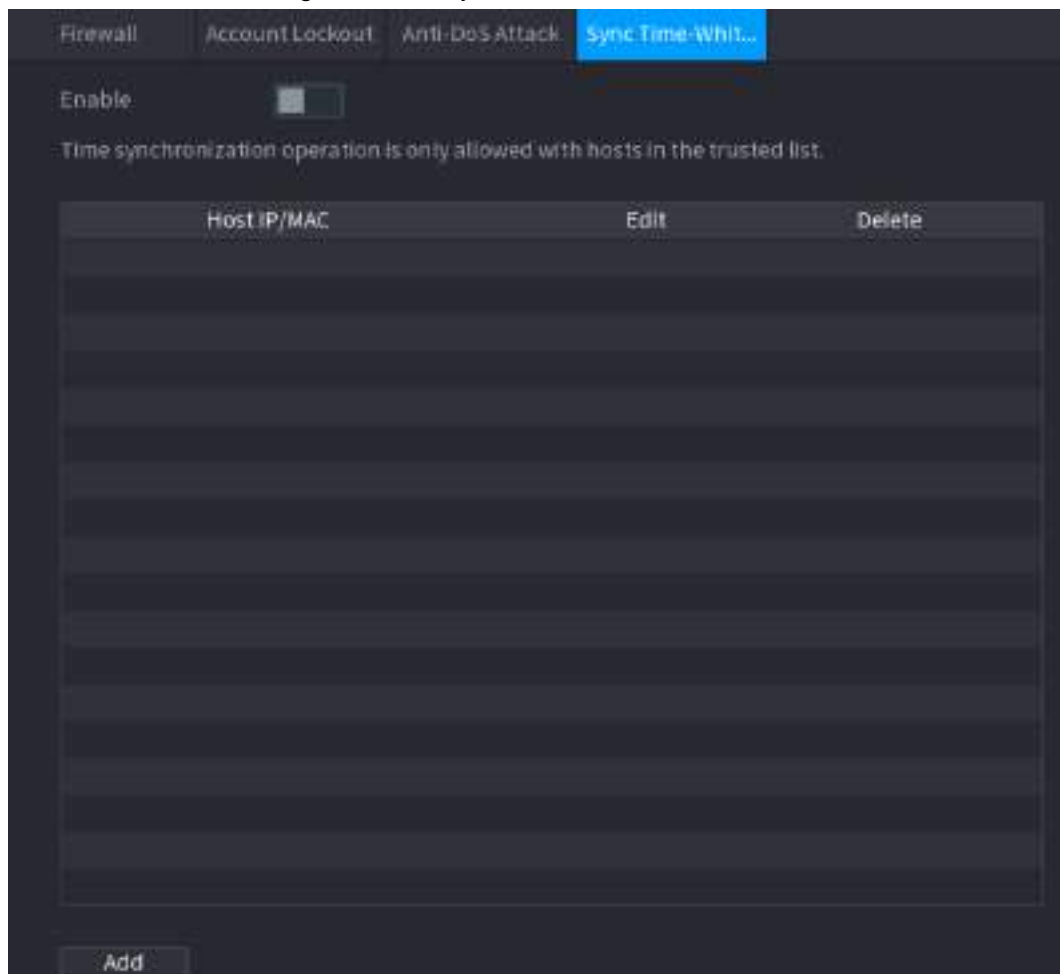 Firewall Account Lockout Anti-DoS Attack Sync Time-Whit...
Enable
Time synchronization operation is only allowed with hosts in the trusted list.
Host IP/MAC Edit Delete
Add